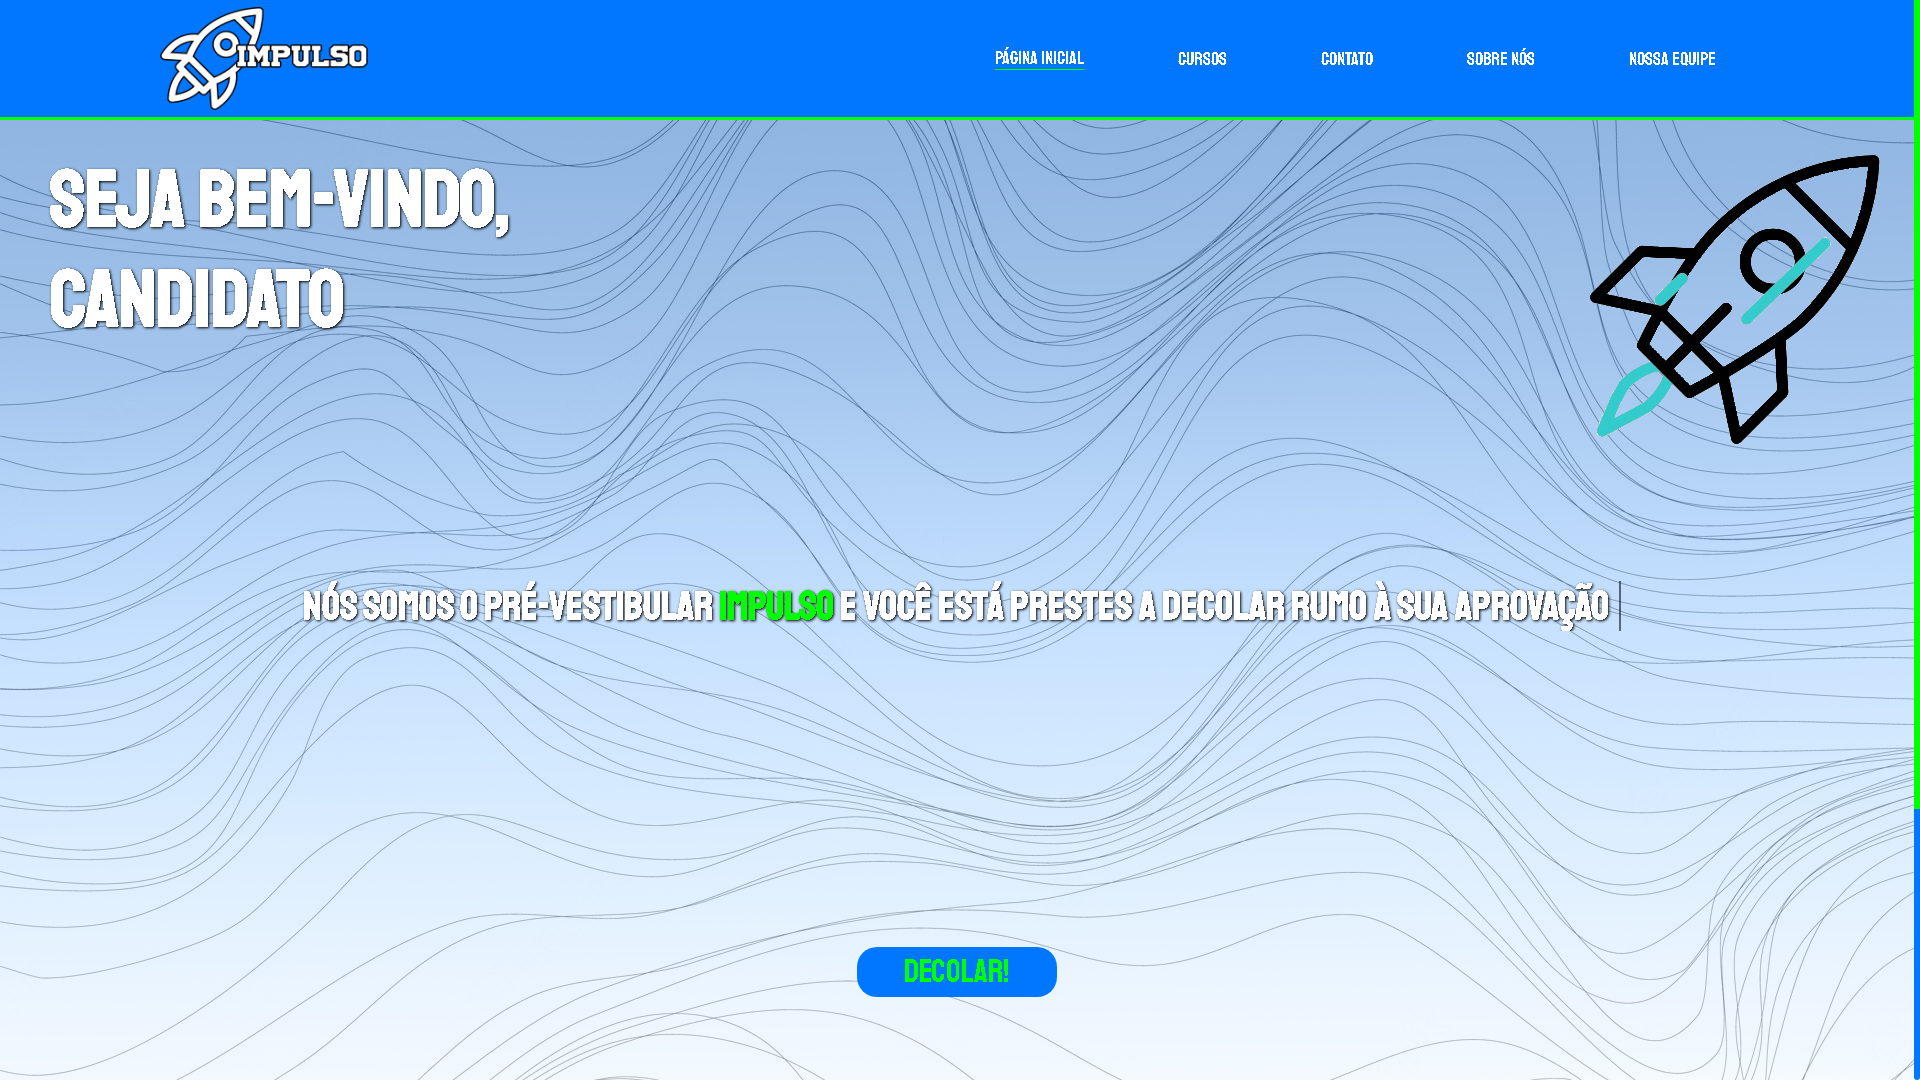 IMPULSO
PÁGINA INICIAL
CURSOS
CONTATO
SOBRE NÓS
NOSSA EQUIPE
SEJA BEM-VINDO,
CANDIDATO
NÓS SOMOS O PRÉ-VESTIBULAR IMPULSO E VOCÊ ESTÁ PRESTES A DECOLAR RUMO À SUA APROVAÇÃO
DECOLAR!